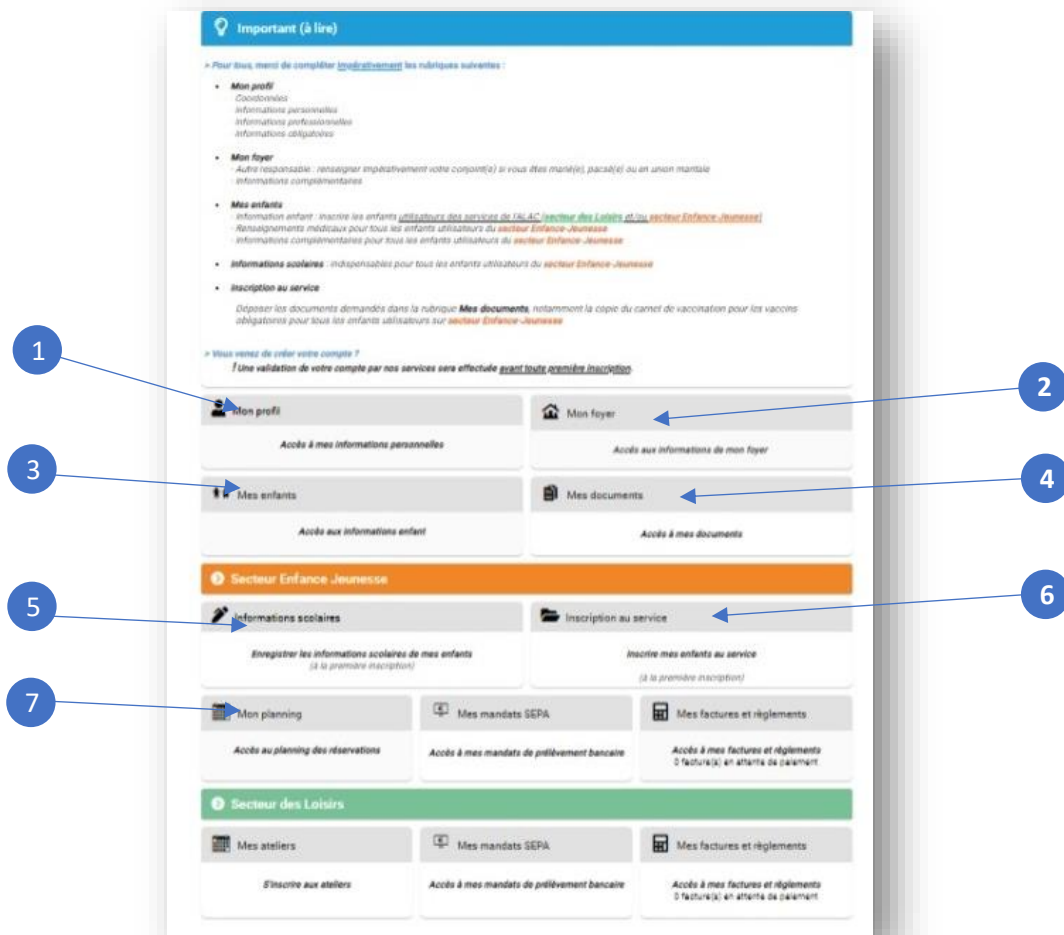 Important (à lire)
> Pour tous, merci de compléter impérativement les rubriques suivantes :
• Mon profil
- Coordonnées
- Informations personnelles
- Informations professionnelles
- Informations obligatoires
• Mon foyer
- Autre responsable : renseigner impérativement votre conjoint(a) si vous êtes marié(e), pacsé(e) ou en union maritale
- Informations complémentaires
• Mes enfants
- Information enfant : inscrire les enfants utilisateurs des services de l'ALAC (secteur des Loisirs et/ou secteur Enfance-Jeunesse)
- Renseignements médicaux pour tous les enfants utilisateurs du secteur Enfance-Jeunesse
- Informations complémentaires pour tous les enfants utilisateurs du secteur Enfance-Jeunesse
• Informations scolaires : indispensables pour tous les enfants utilisateurs du secteur Enfance-Jeunesse
• Inscription au service
Déposer les documents demandés dans la rubrique Mes documents, notamment la copie du carnet de vaccination pour les vaccins
obligatoires pour tous les enfants utilisateurs sur secteur Enfance-Jeunesse
> Vous venez de créer votre compte ?
! Une validation de votre compte par nos services sera effectuée avant toute première inscription.
1
2
Mon profil
Mon foyer
Accès à mes informations personnelles
Accès aux informations de mon foyer
3
4
Mes enfants
Mes documents
Accès aux informations enfant
Accès à mes documents
Secteur Enfance Jeunesse
5
6
Informations scolaires
Inscription au service
Enregistrer les informations scolaires de mes enfants
(à la première inscription)
Inscrire mes enfants au service
(à la première inscription)
7
Mon planning
Mes mandats SEPA
Mes factures et règlements
Accès au planning des réservations
Accès à mes mandats de prélèvement bancaire
Accès à mes factures et règlements
0 facture(s) en attente de paiement
Secteur des Loisirs
Mes ateliers
Mes mandats SEPA
Mes factures et règlements
S'inscrire aux ateliers
Accès à mes mandats de prélèvement bancaire
Accès à mes factures et règlements
0 facture(s) en attente de paiement